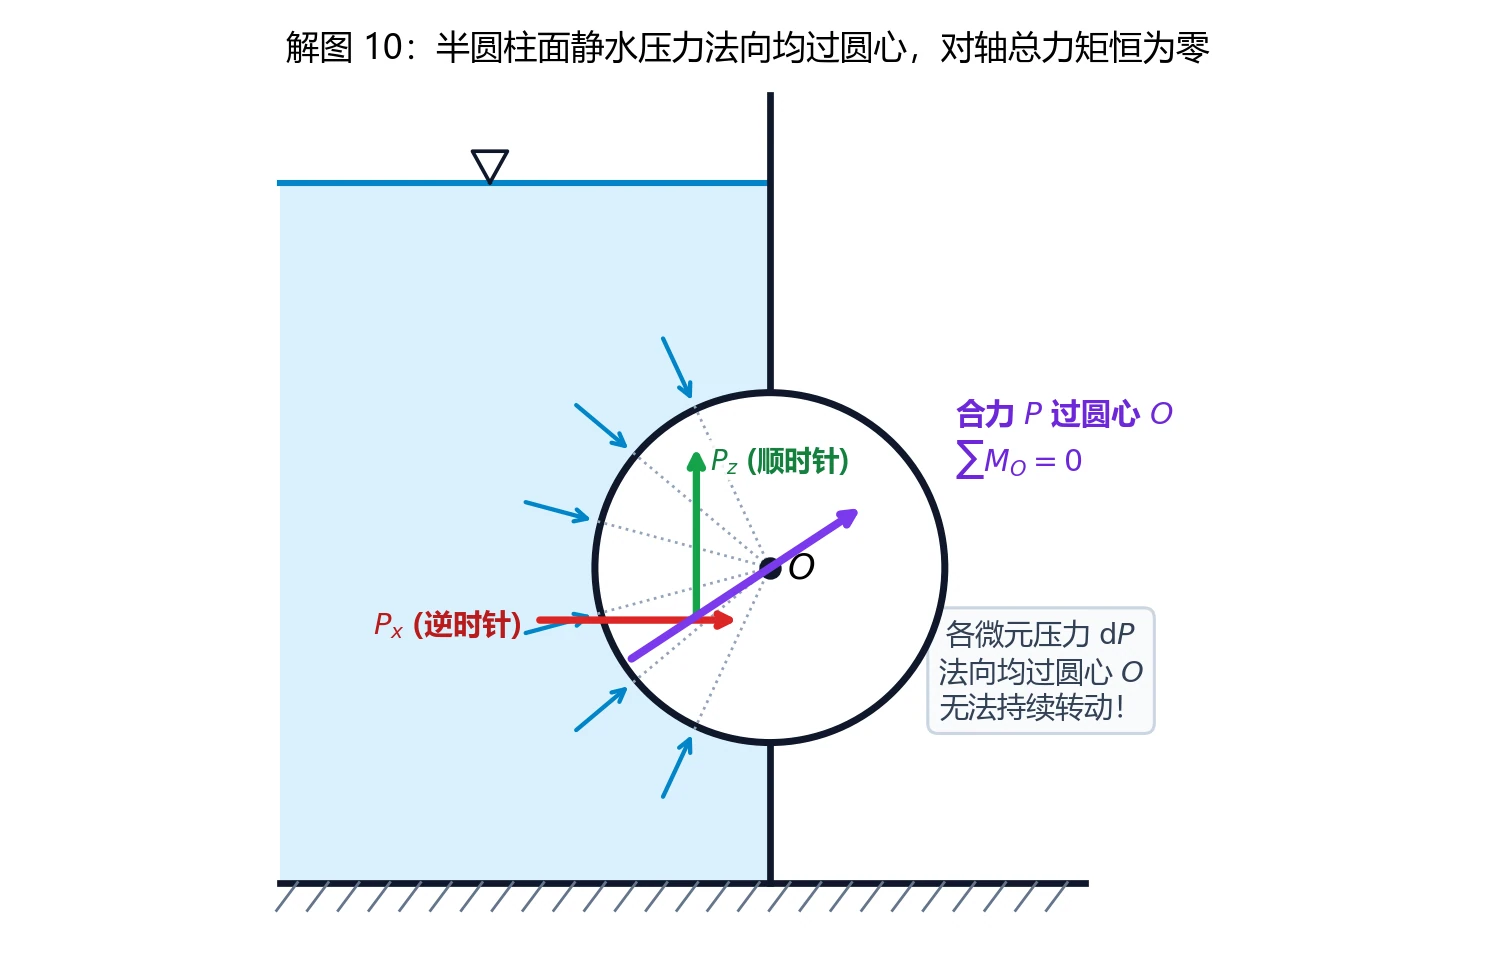 解图 10：半圆柱面静水压力法向均过圆心，对轴总力矩恒为零
合力 P 过圆心 O
∑M_O = 0
P_z (顺时针)
O
P_x (逆时针)
各微元压力 dP
法向均过圆心 O
无法持续转动！